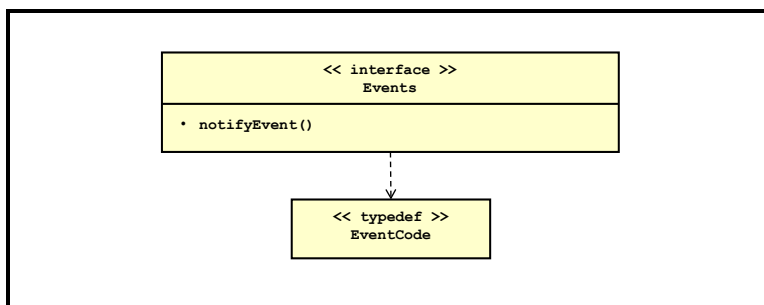 << interface >>
Events
• notifyEvent()
<< typedef >>
EventCode